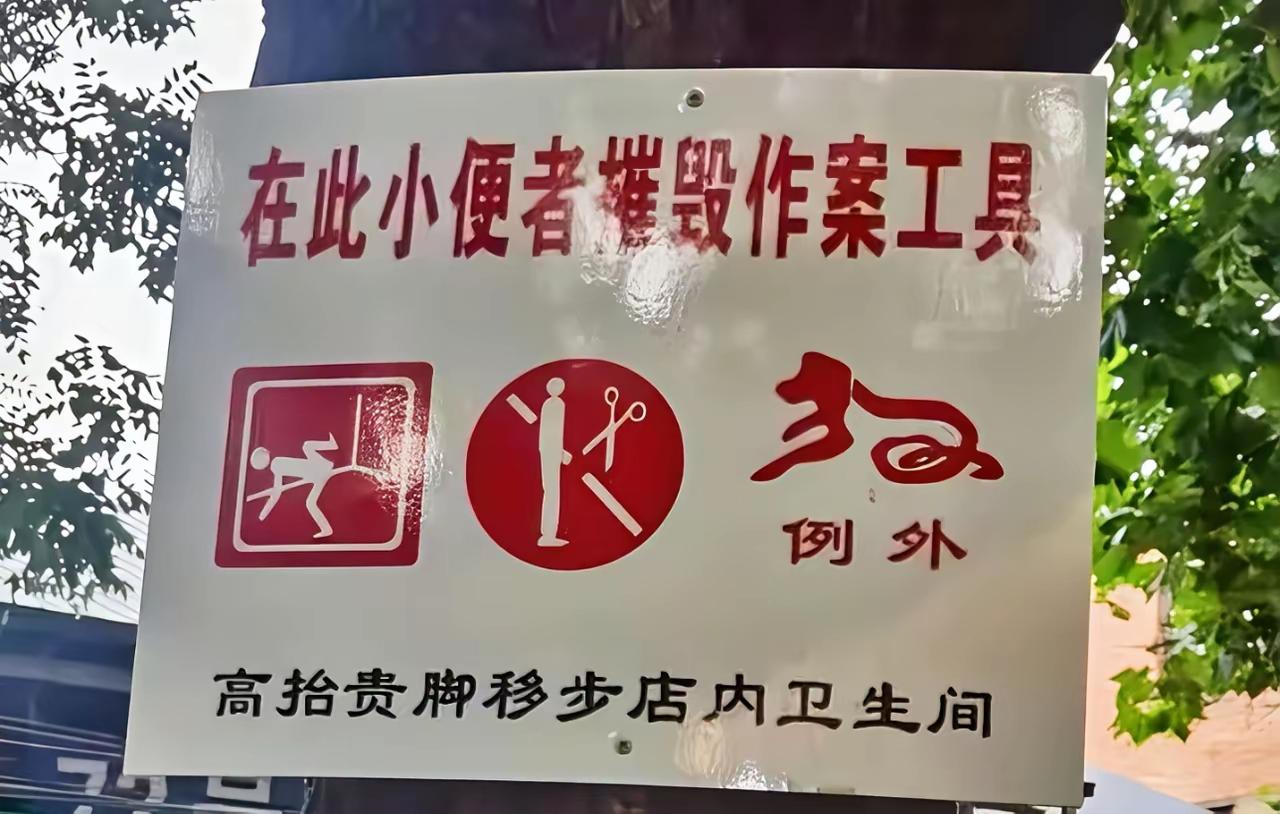 在此小便者摧毁作案工具
例外
高抬贵脚移步店内卫生间